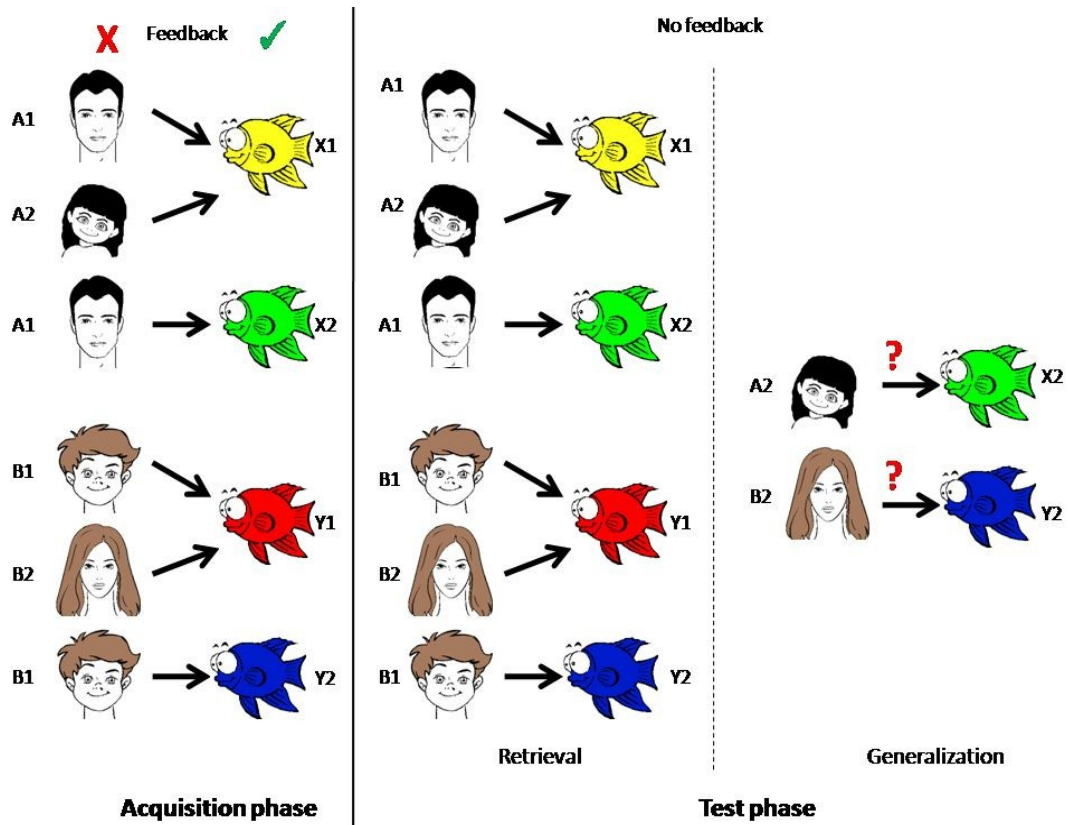 X Feedback ✓
No feedback
A1
X1
A2
A1
X2
B1
Y1
B2
B1
Y2
A1
X1
A2
A1
X2
B1
Y1
B2
B1
Y2
?
A2
X2
?
B2
Y2
Retrieval
Generalization
Acquisition phase
Test phase